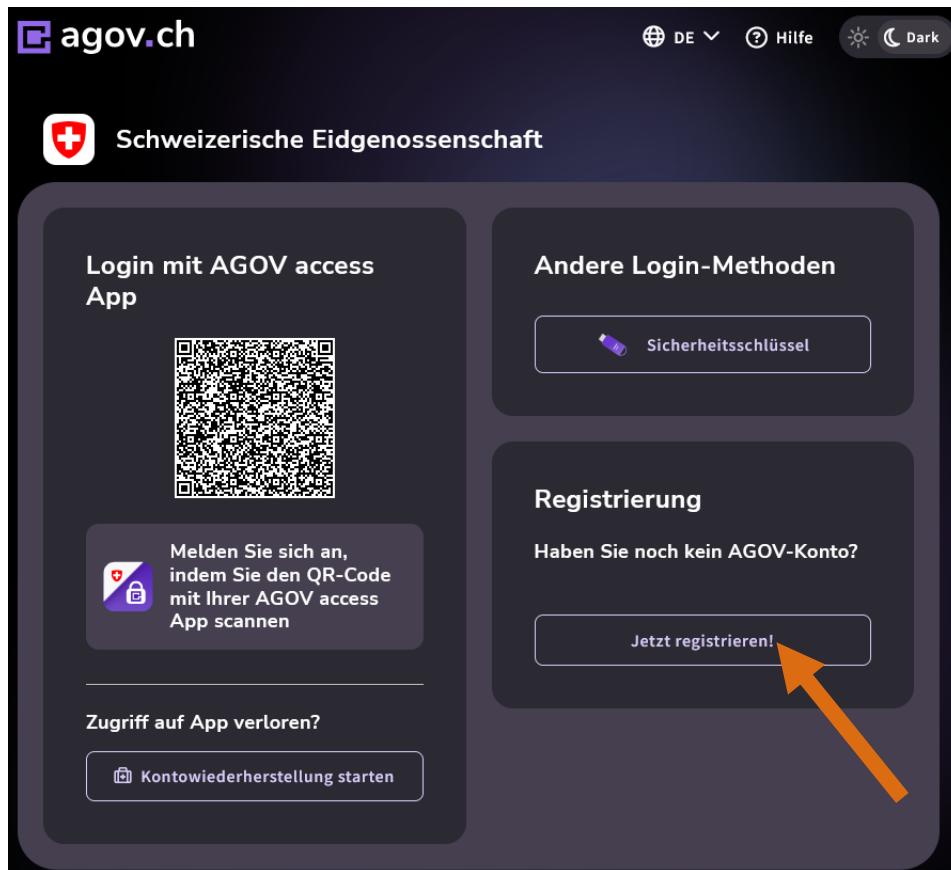 agov.ch
DE
Hilfe
Dark
Schweizerische Eidgenossenschaft
Login mit AGOV access
App
Melden Sie sich an,
indem Sie den QR-Code
mit Ihrer AGOV access
App scannen
Zugriff auf App verloren?
Kontowiederherstellung starten
Andere Login-Methoden
Sicherheitsschlüssel
Registrierung
Haben Sie noch kein AGOV-Konto?
Jetzt registrieren!